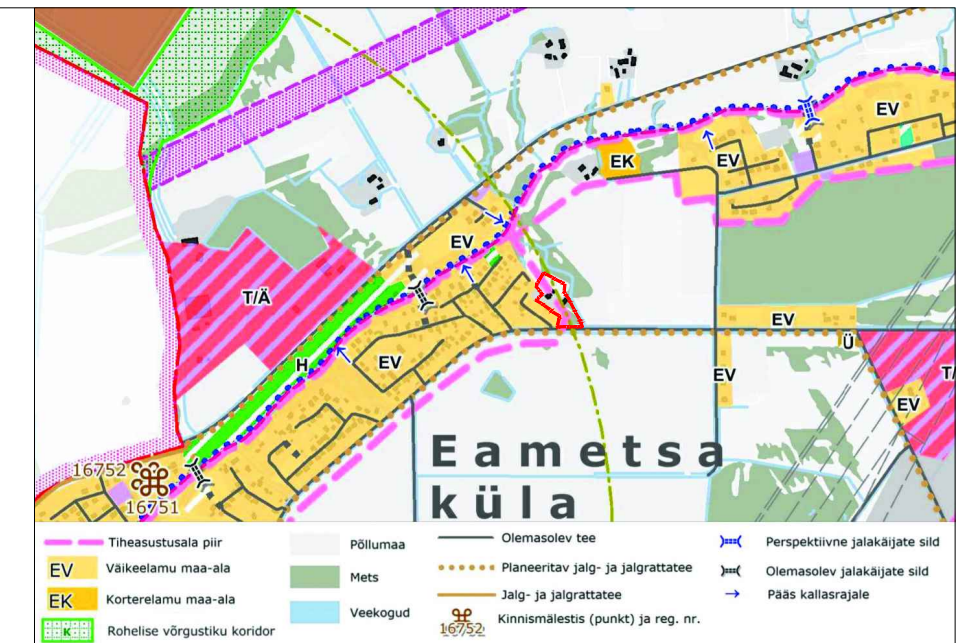 EV
EK
EV
EV
T/Ä
H
EV
EV
Ü
EV
EV
Eametsa
küla
16752
16751
Tiheasustusala piir
EV Väikeelamu maa-ala
EK Korterelamu maa-ala
K Rohelise võrgustiku koridor
Põllumaa
Mets
Veekogud
Olemasolev tee
Planeeritav jalg- ja jalgrattatee
Jalg- ja jalgrattatee
16752 Kinnismälestis (punkt) ja reg. nr.
Perspektiivne jalakäijate sild
Olemasolev jalakäijate sild
Pääs kallasrajale